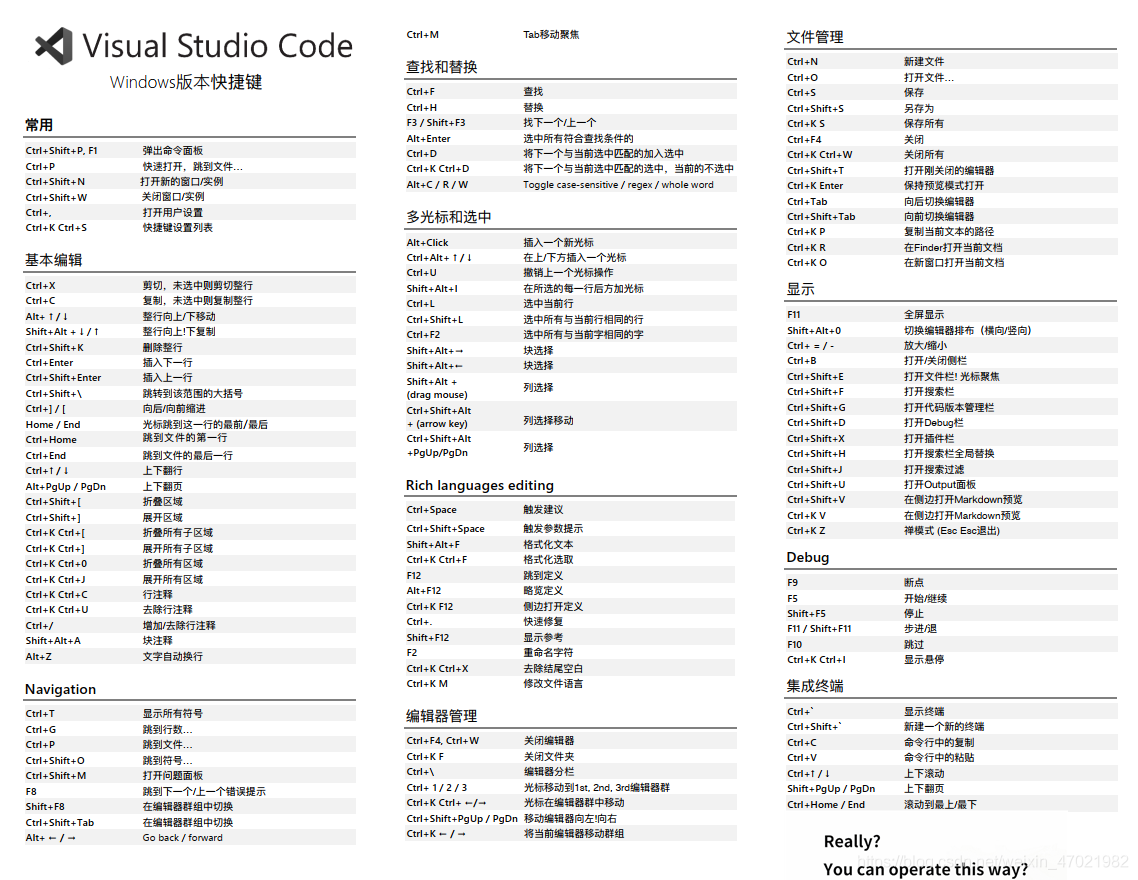 Visual Studio Code
Windows版本快捷键
常用
Ctrl+Shift+P, F1 弹出命令面板
Ctrl+P 快速打开，跳到文件...
Ctrl+Shift+N 打开新的窗口/实例
Ctrl+Shift+W 关闭窗口/实例
Ctrl+, 打开用户设置
Ctrl+K Ctrl+S 快捷键设置列表
基本编辑
Ctrl+X 剪切，未选中则剪切整行
Ctrl+C 复制，未选中则复制整行
Alt+ ↑ / ↓ 整行向上/下移动
Shift+Alt + ↓ / ↑ 整行向上!下复制
Ctrl+Shift+K 删除整行
Ctrl+Enter 插入下一行
Ctrl+Shift+Enter 插入上一行
Ctrl+Shift+\ 跳转到该范围的大括号
Ctrl+] / [ 向后/向前缩进
Home / End 光标跳到这一行的最前/最后
Ctrl+Home 跳到文件的第一行
Ctrl+End 跳到文件的最后一行
Ctrl+↑ / ↓ 上下翻行
Alt+PgUp / PgDn 上下翻页
Ctrl+Shift+[ 折叠区域
Ctrl+Shift+] 展开区域
Ctrl+K Ctrl+[ 折叠所有子区域
Ctrl+K Ctrl+] 展开所有子区域
Ctrl+K Ctrl+0 折叠所有区域
Ctrl+K Ctrl+J 展开所有区域
Ctrl+K Ctrl+C 行注释
Ctrl+K Ctrl+U 去除行注释
Ctrl+/ 增加/去除行注释
Shift+Alt+A 块注释
Alt+Z 文字自动换行
Navigation
Ctrl+T 显示所有符号
Ctrl+G 跳到行数...
Ctrl+P 跳到文件...
Ctrl+Shift+O 跳到符号...
Ctrl+Shift+M 打开问题面板
F8 跳到下一个/上一个错误提示
Shift+F8 在编辑器群组中切换
Ctrl+Shift+Tab 在编辑器群组中切换
Alt+ ← / → Go back / forward
Ctrl+M Tab移动聚焦
查找和替换
Ctrl+F 查找
Ctrl+H 替换
F3 / Shift+F3 找下一个/上一个
Alt+Enter 选中所有符合查找条件的
Ctrl+D 将下一个与当前选中匹配的加入选中
Ctrl+K Ctrl+D 将下一个与当前选中匹配的选中，当前的不选中
Alt+C / R / W Toggle case-sensitive / regex / whole word
多光标和选中
Alt+Click 插入一个新光标
Ctrl+Alt+ ↑ / ↓ 在上/下方插入一个光标
Ctrl+U 撤销上一个光标操作
Shift+Alt+I 在所选的每一行后方加光标
Ctrl+L 选中当前行
Ctrl+Shift+L 选中所有与当前行相同的行
Ctrl+F2 选中所有与当前字相同的字
Shift+Alt+→ 块选择
Shift+Alt+← 块选择
Shift+Alt +
(drag mouse) 列选择
Ctrl+Shift+Alt
+ (arrow key) 列选择移动
Ctrl+Shift+Alt
+PgUp/PgDn 列选择
Rich languages editing
Ctrl+Space 触发建议
Ctrl+Shift+Space 触发参数提示
Shift+Alt+F 格式化文本
Ctrl+K Ctrl+F 格式化选取
F12 跳到定义
Alt+F12 略览定义
Ctrl+K F12 侧边打开定义
Ctrl+. 快速修复
Shift+F12 显示参考
F2 重命名字符
Ctrl+K Ctrl+X 去除结尾空白
Ctrl+K M 修改文件语言
编辑器管理
Ctrl+F4, Ctrl+W 关闭编辑器
Ctrl+K F 关闭文件夹
Ctrl+\ 编辑器分栏
Ctrl+ 1 / 2 / 3 光标移动到1st, 2nd, 3rd编辑器群
Ctrl+K Ctrl+ ←/→ 光标在编辑器群中移动
Ctrl+Shift+PgUp / PgDn 移动编辑器向左!向右
Ctrl+K ← / → 将当前编辑器移动群组
文件管理
Ctrl+N 新建文件
Ctrl+O 打开文件...
Ctrl+S 保存
Ctrl+Shift+S 另存为
Ctrl+K S 保存所有
Ctrl+F4 关闭
Ctrl+K Ctrl+W 关闭所有
Ctrl+Shift+T 打开刚关闭的编辑器
Ctrl+K Enter 保持预览模式打开
Ctrl+Tab 向后切换编辑器
Ctrl+Shift+Tab 向前切换编辑器
Ctrl+K P 复制当前文本的路径
Ctrl+K R 在Finder打开当前文档
Ctrl+K O 在新窗口打开当前文档
显示
F11 全屏显示
Shift+Alt+0 切换编辑器排布（横向/竖向）
Ctrl+ = / - 放大/缩小
Ctrl+B 打开/关闭侧栏
Ctrl+Shift+E 打开文件栏! 光标聚焦
Ctrl+Shift+F 打开搜索栏
Ctrl+Shift+G 打开代码版本管理栏
Ctrl+Shift+D 打开Debug栏
Ctrl+Shift+X 打开插件栏
Ctrl+Shift+H 打开搜索栏全局替换
Ctrl+Shift+J 打开搜索过滤
Ctrl+Shift+U 打开Output面板
Ctrl+Shift+V 在侧边打开Markdown预览
Ctrl+K V 在侧边打开Markdown预览
Ctrl+K Z 禅模式 (Esc Esc退出)
Debug
F9 断点
F5 开始/继续
Shift+F5 停止
F11 / Shift+F11 步进/退
F10 跳过
Ctrl+K Ctrl+I 显示悬停
集成终端
Ctrl+` 显示终端
Ctrl+Shift+` 新建一个新的终端
Ctrl+C 命令行中的复制
Ctrl+V 命令行中的粘贴
Ctrl+↑ / ↓ 上下滚动
Shift+PgUp / PgDn 上下翻页
Ctrl+Home / End 滚动到最上/最下
Really?
https://blog.csdn.net/weixin_47021982
You can operate this way?